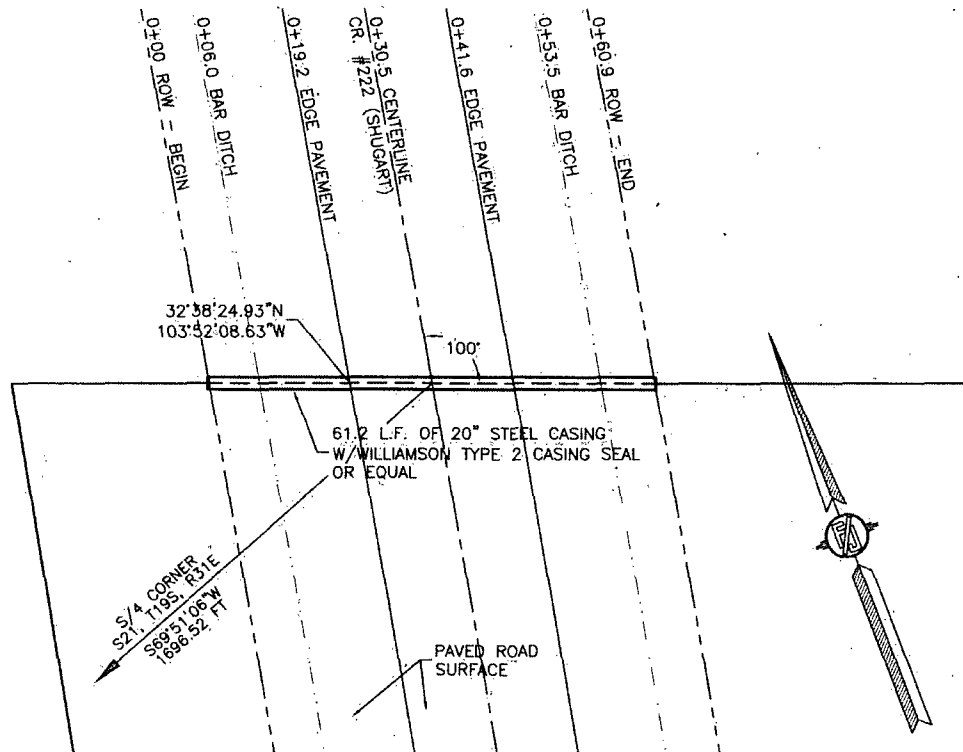 0+00 ROW - BEGIN
0+06.0 BAR DITCH
0+19.2 EDGE PAVEMENT
0+30.5 CENTERLINE
CR. #222 (SHUGART)
0+41.6 EDGE PAVEMENT
0+53.5 BAR DITCH
0+60.9 ROW - END
32°38'24.93"N
103°52'08.63"W
100°
61.2 L.F. OF 20" STEEL CASING
W/WILLIAMSON TYPE 2 CASING SEAL
OR EQUAL
S/4 CORNER
S21, T19S, R31E
S69°51'06"W
1696.52 FT
PAVED ROAD
SURFACE